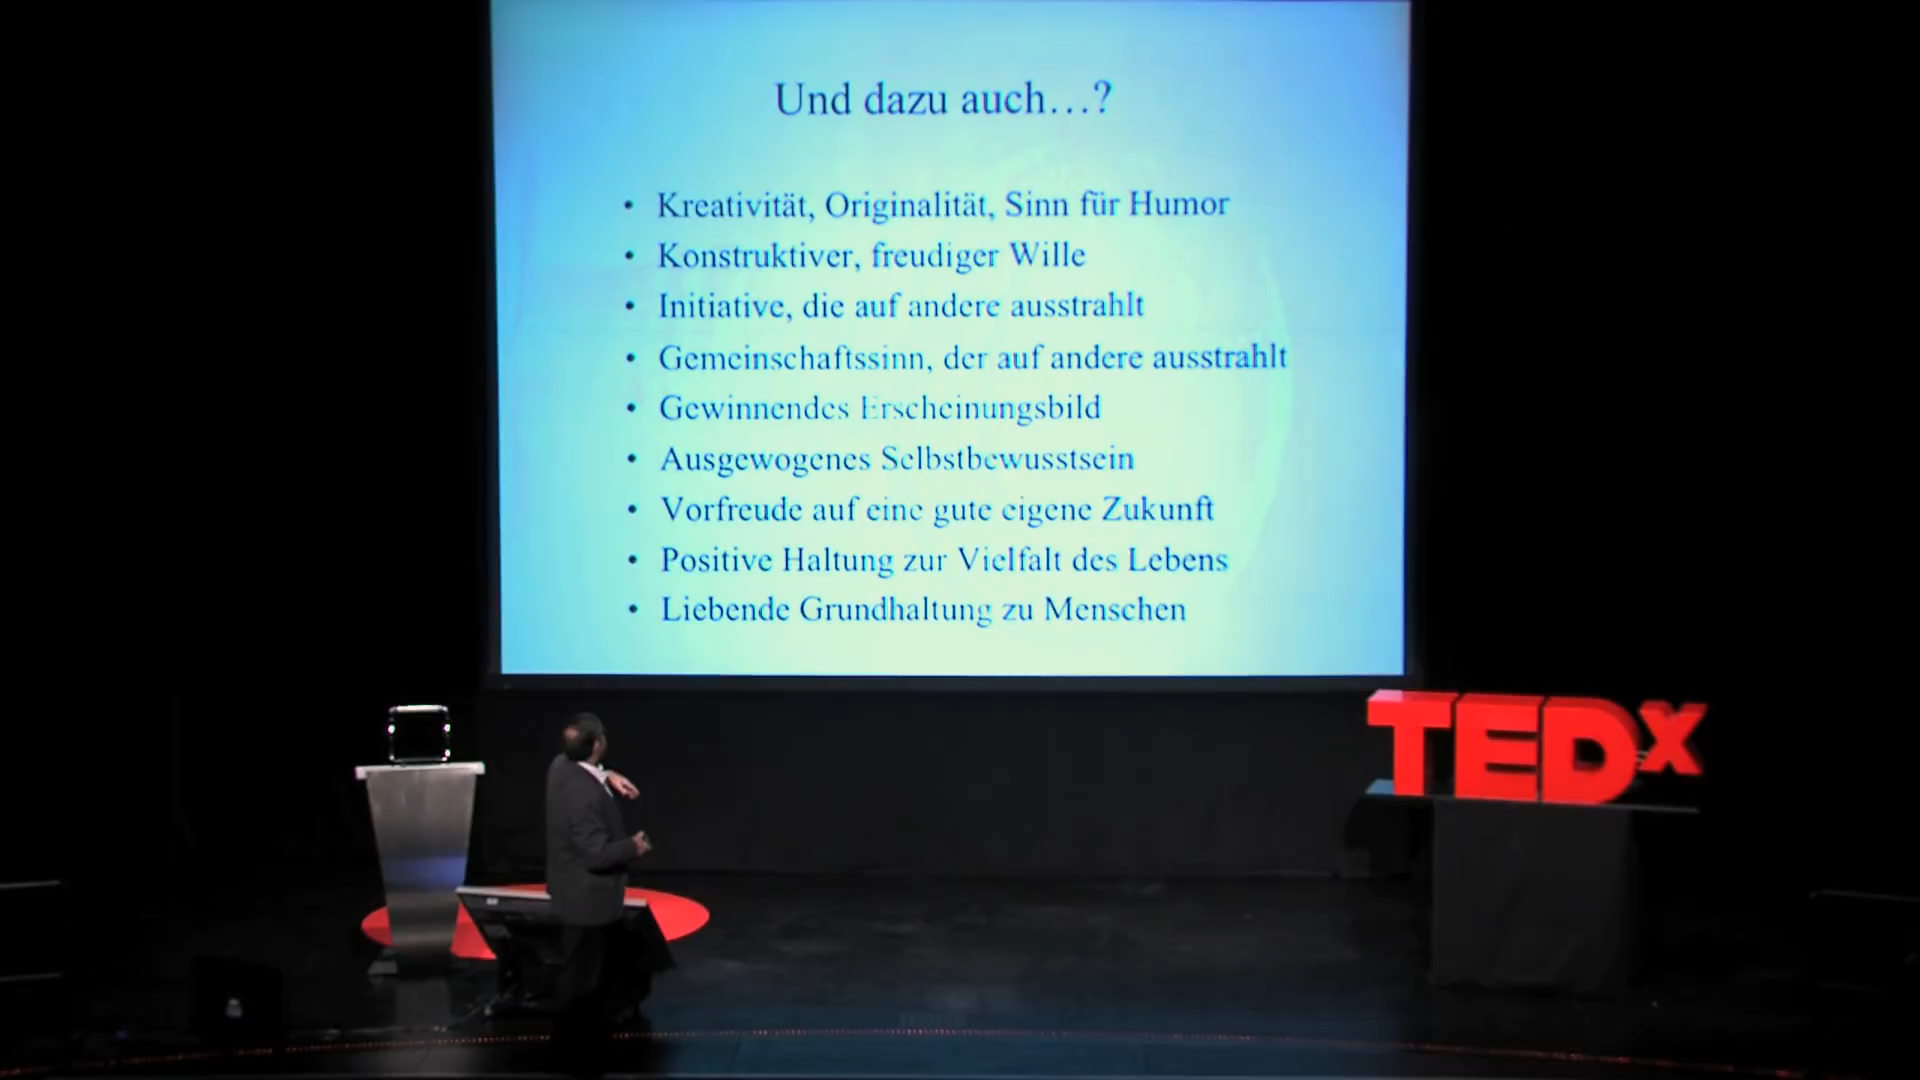 Und dazu auch...?
• Kreativität, Originalität, Sinn für Humor
• Konstruktiver, freudiger Wille
• Initiative, die auf andere ausstrahlt
• Gemeinschaftssinn, der auf andere ausstrahlt
• Gewinnendes Erscheinungsbild
• Ausgewogenes Selbstbewusstsein
• Vorfreude auf eine gute eigene Zukunft
• Positive Haltung zur Vielfalt des Lebens
• Liebende Grundhaltung zu Menschen
TEDx